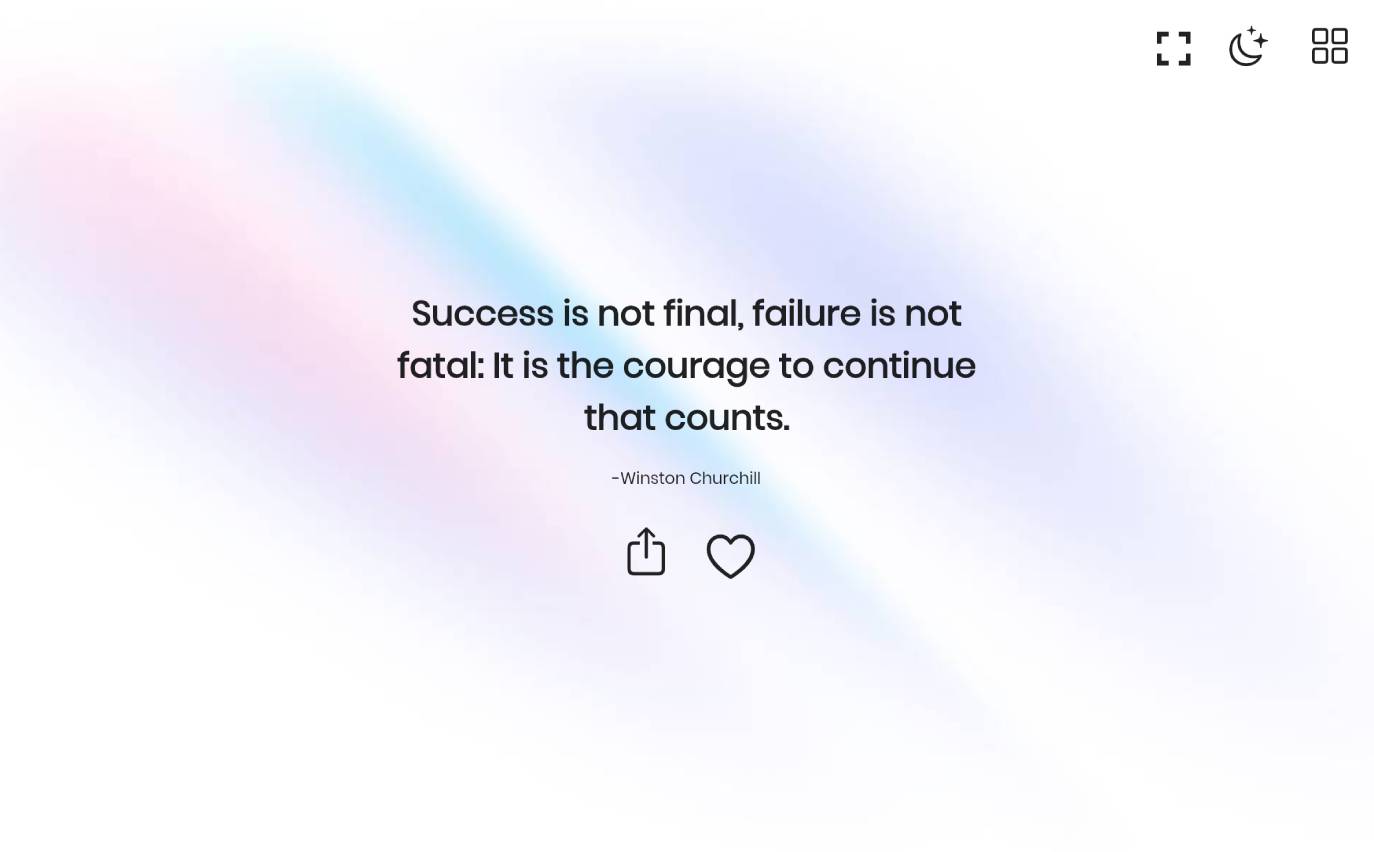 Success is not final, failure is not
fatal: It is the courage to continue
that counts.
-Winston Churchill